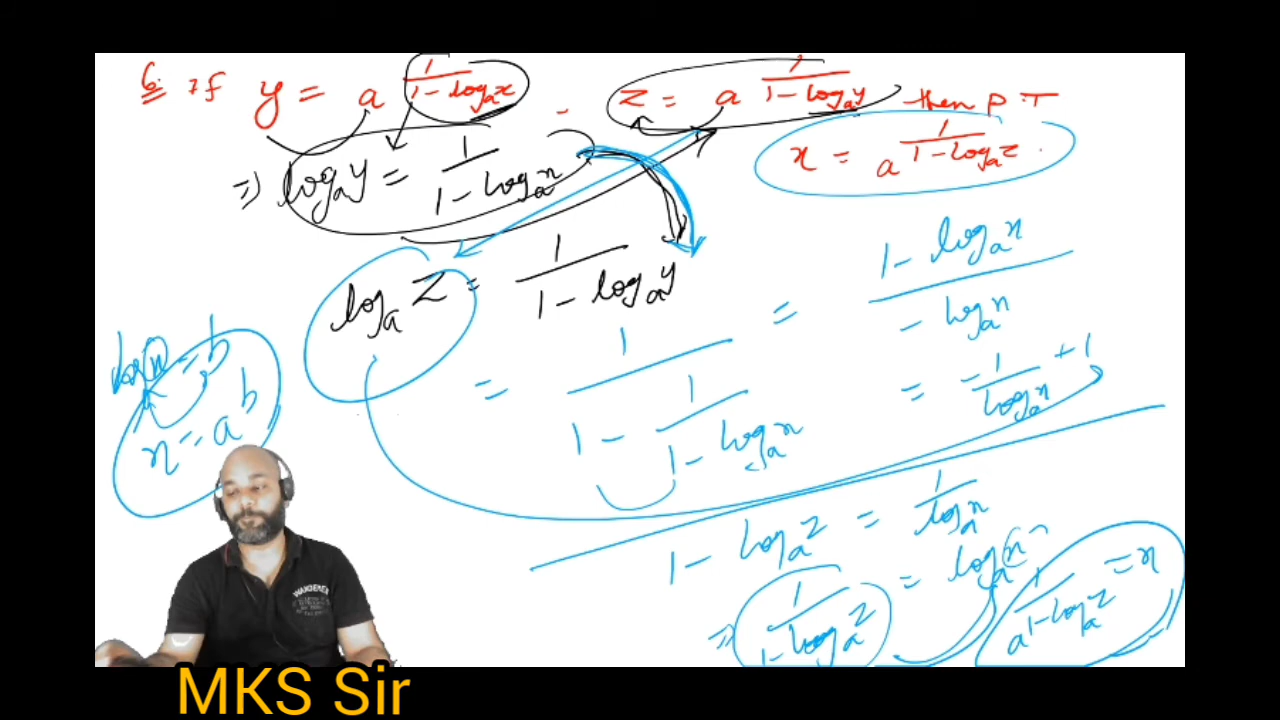 6. If y = a^(1/(1-log_a x)), z = a^(1/(1-log_a y)) then P.T
x = a^(1/(1-log_a z)).
⇒ log_a y = 1/(1-log_a x)
log_a Z = 1/(1-log_a y)
= 1/(1-1/(1-log_a x))
= (1-log_a x)/(-log_a x)
= -1/(log_a x) + 1
log_a x = b
x = a^b
1-log_a z = 1/(log_a x)
⇒ 1/(1-log_a z) = log_a x
a^(1/(1-log_a z)) = x
WANDERER
MKS Sir